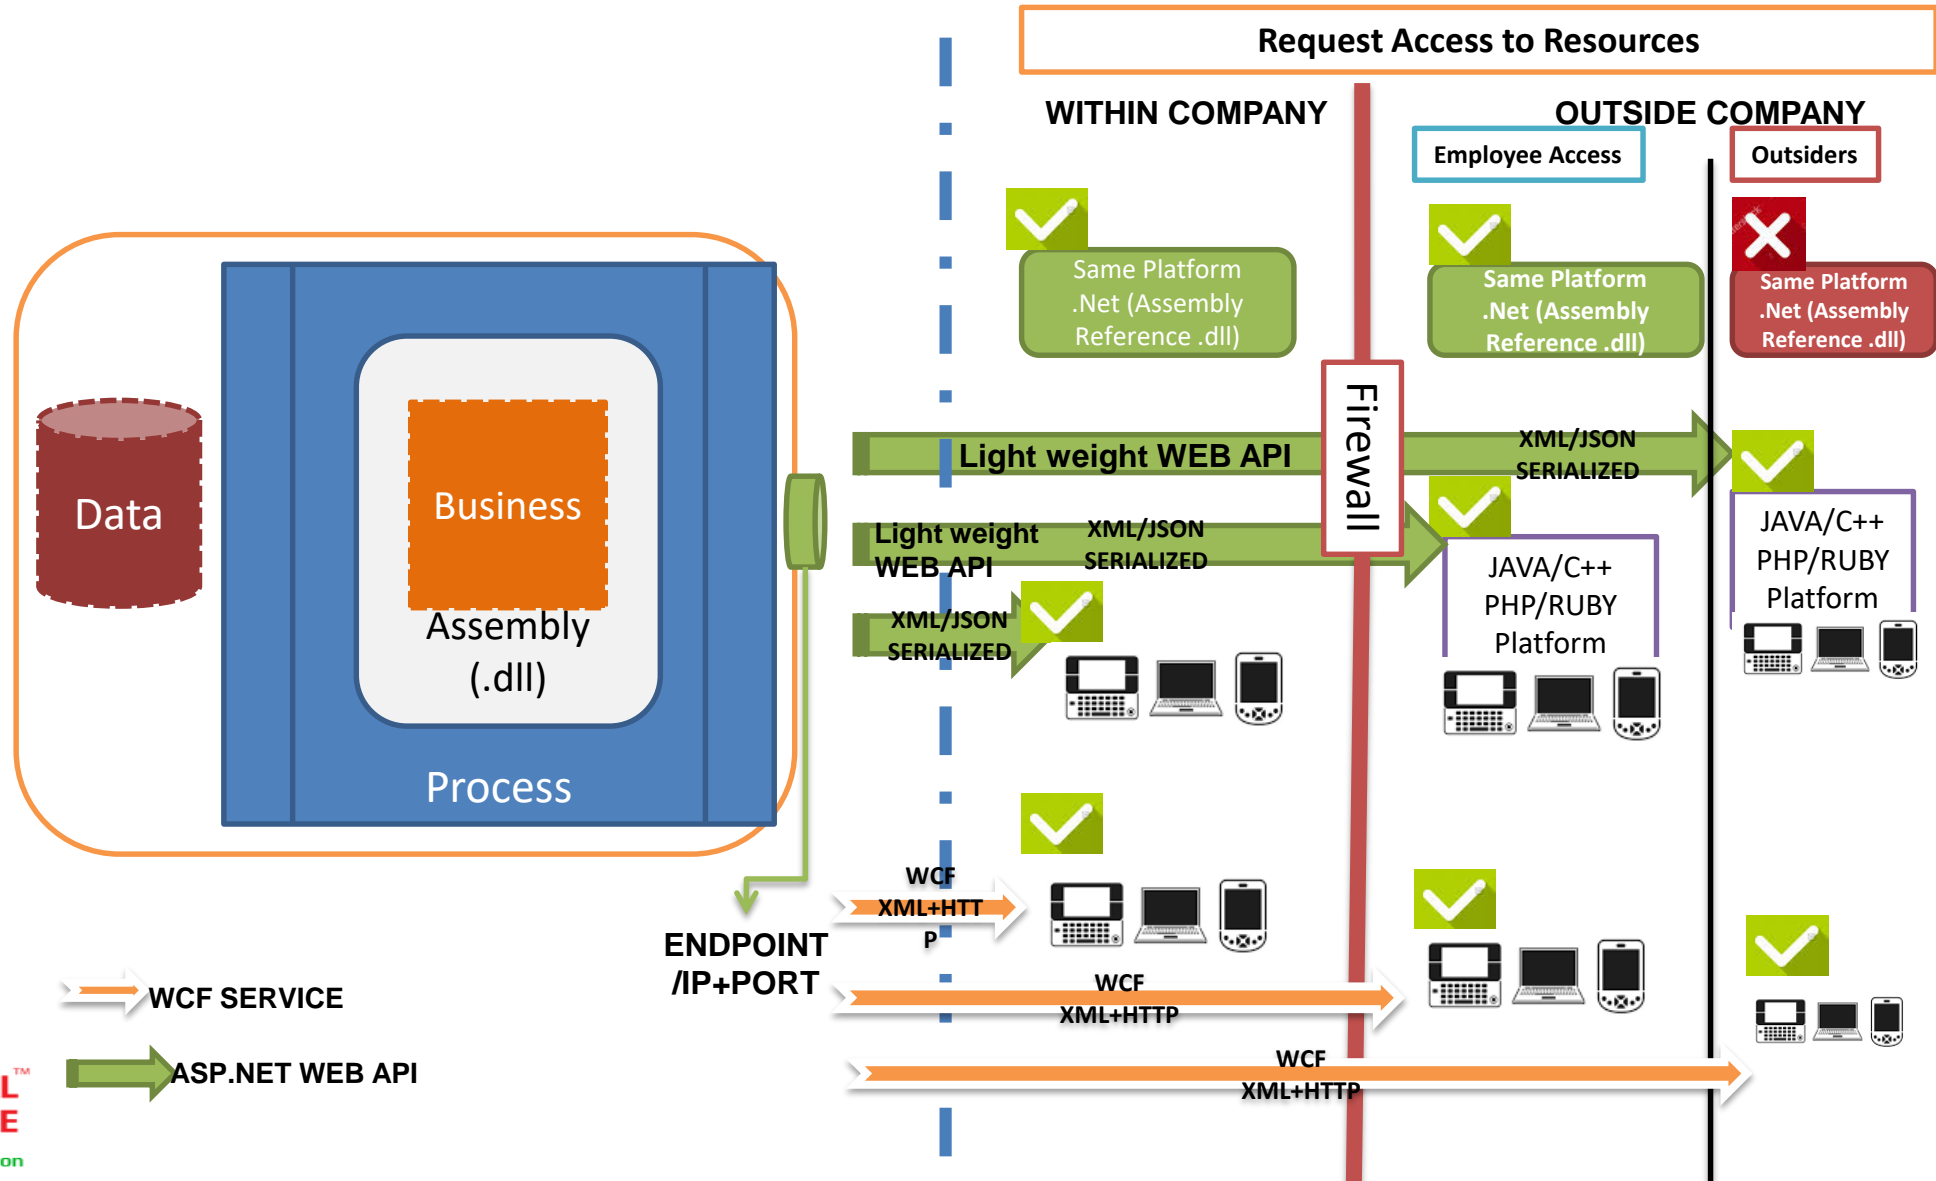 Request Access to Resources
WITHIN COMPANY
OUTSIDE COMPANY
Employee Access
Outsiders
Same Platform
.Net (Assembly
Reference .dll)
Same Platform
.Net (Assembly
Reference .dll)
Same Platform
.Net (Assembly
Reference .dll)
Data
Business
Assembly
(.dll)
Process
Firewall
Light weight WEB API
XML/JSON
SERIALIZED
Light weight
WEB API
XML/JSON
SERIALIZED
XML/JSON
SERIALIZED
JAVA/C++
PHP/RUBY
Platform
JAVA/C++
PHP/RUBY
Platform
ENDPOINT
/IP+PORT
WCF
XML+HTT
P
WCF
XML+HTTP
WCF
XML+HTTP
WCF SERVICE
ASP.NET WEB API
L™
E
on